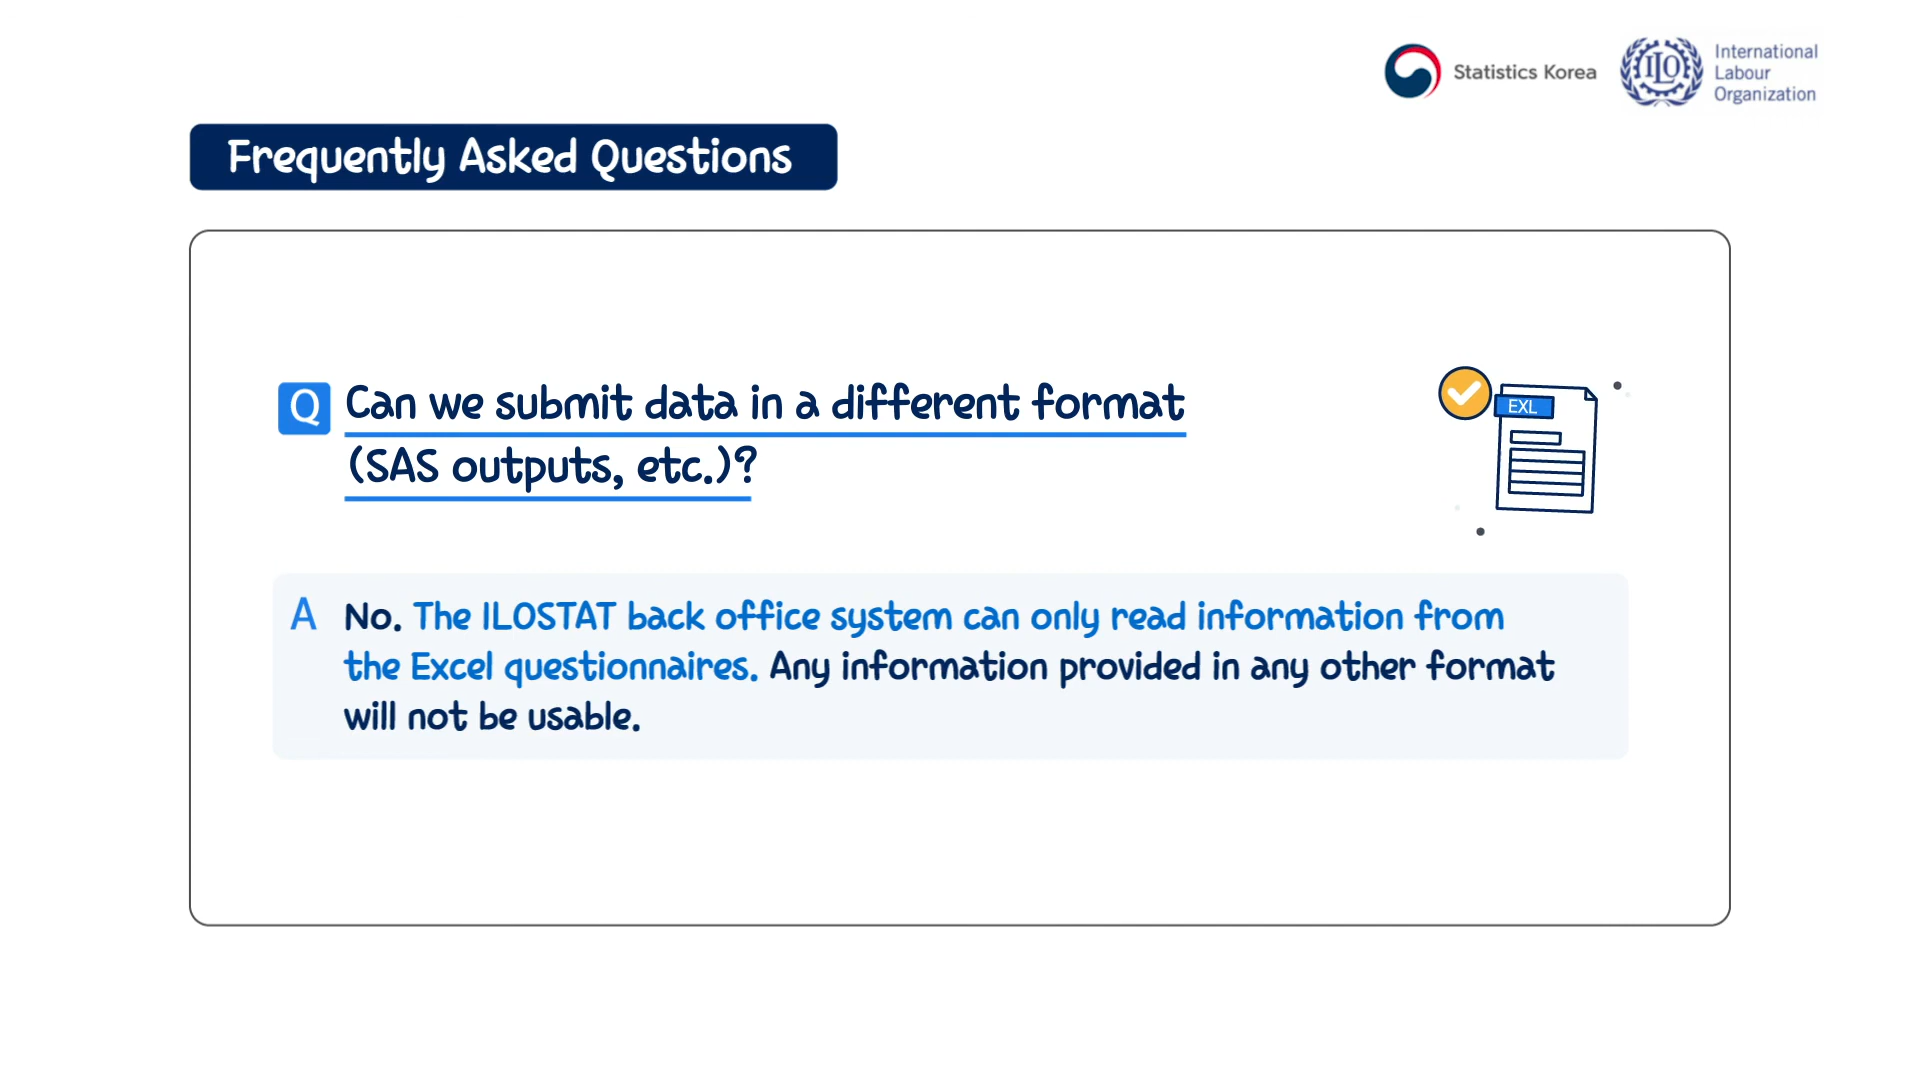 Statistics Korea
ILO
International
Labour
Organization
Frequently Asked Questions
Q Can we submit data in a different format
(SAS outputs, etc.)?
EXL
A No. The ILOSTAT back office system can only read information from
the Excel questionnaires. Any information provided in any other format
will not be usable.